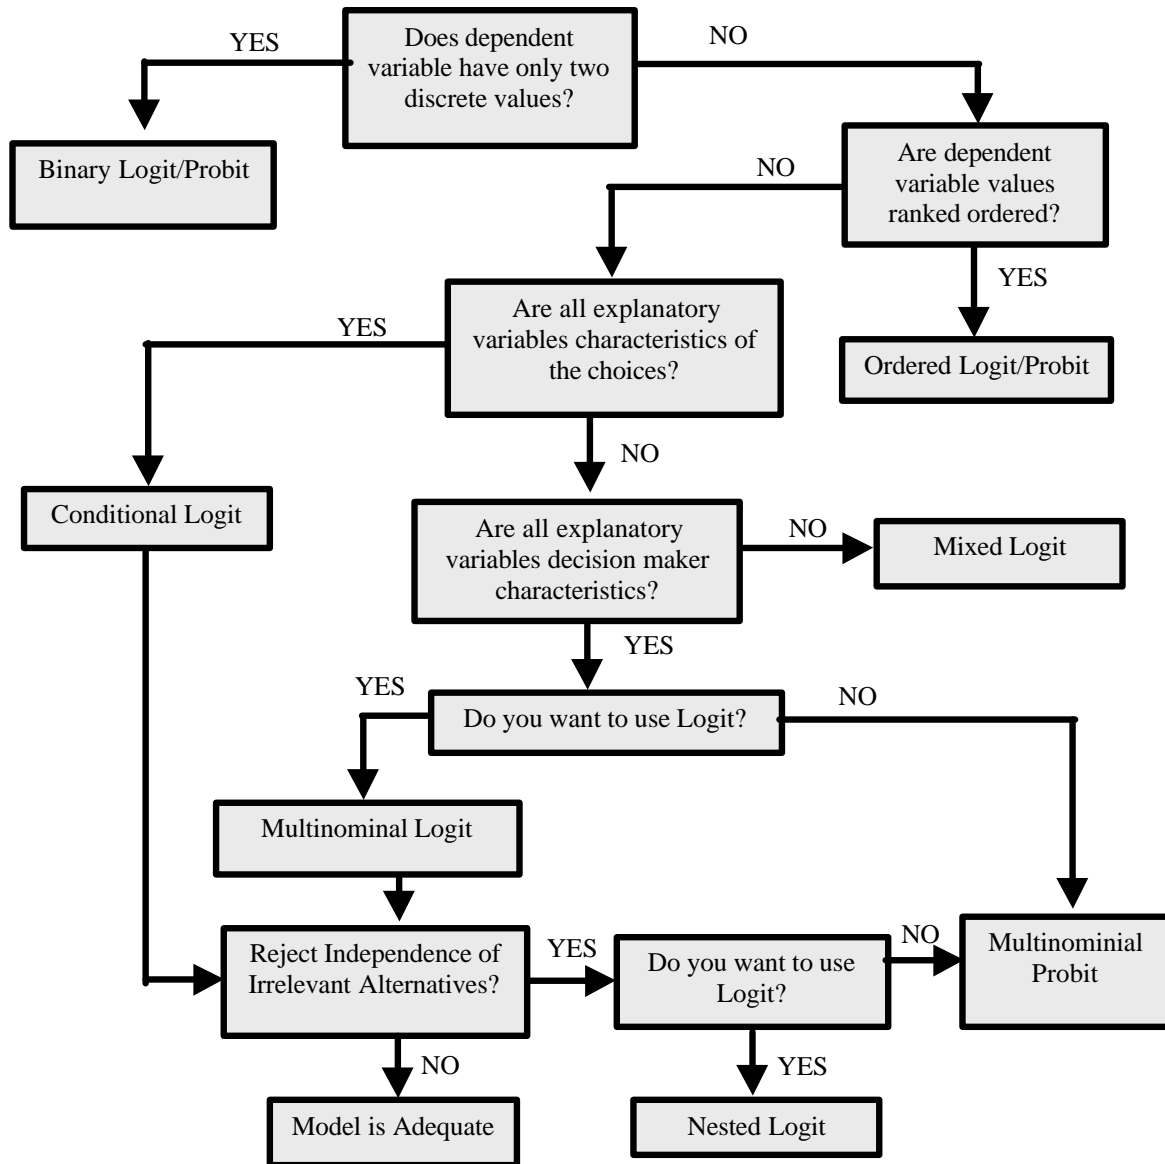 YES
Does dependent
variable have only two
discrete values?
NO
Binary Logit/Probit
Are dependent
variable values
ranked ordered?
NO
YES
Are all explanatory
variables characteristics of
the choices?
YES
Ordered Logit/Probit
NO
Conditional Logit
Are all explanatory
variables decision maker
characteristics?
NO
Mixed Logit
YES
YES
Do you want to use Logit?
NO
Multinominal Logit
Reject Independence of
Irrelevant Alternatives?
YES
Do you want to use
Logit?
NO
Multinominial
Probit
NO
YES
Model is Adequate
Nested Logit